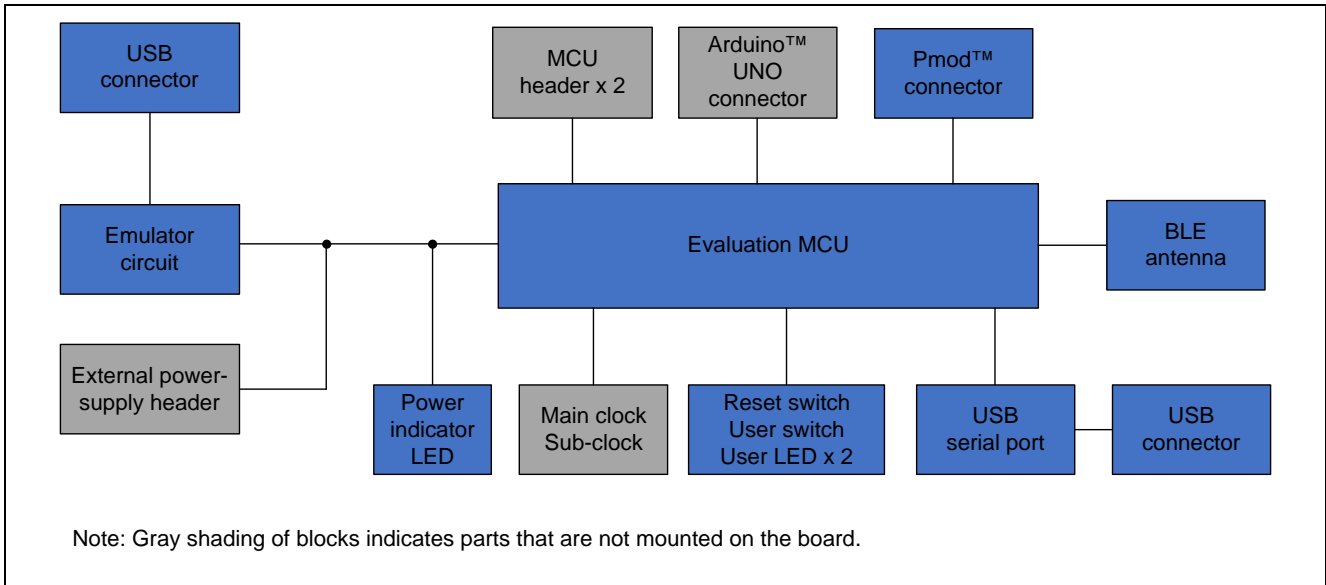 USB
connector
MCU
header x 2
Arduino™
UNO
connector
Pmod™
connector
Emulator
circuit
Evaluation MCU
BLE
antenna
External power-
supply header
Power
indicator
LED
Main clock
Sub-clock
Reset switch
User switch
User LED x 2
USB
serial port
USB
connector
Note: Gray shading of blocks indicates parts that are not mounted on the board.